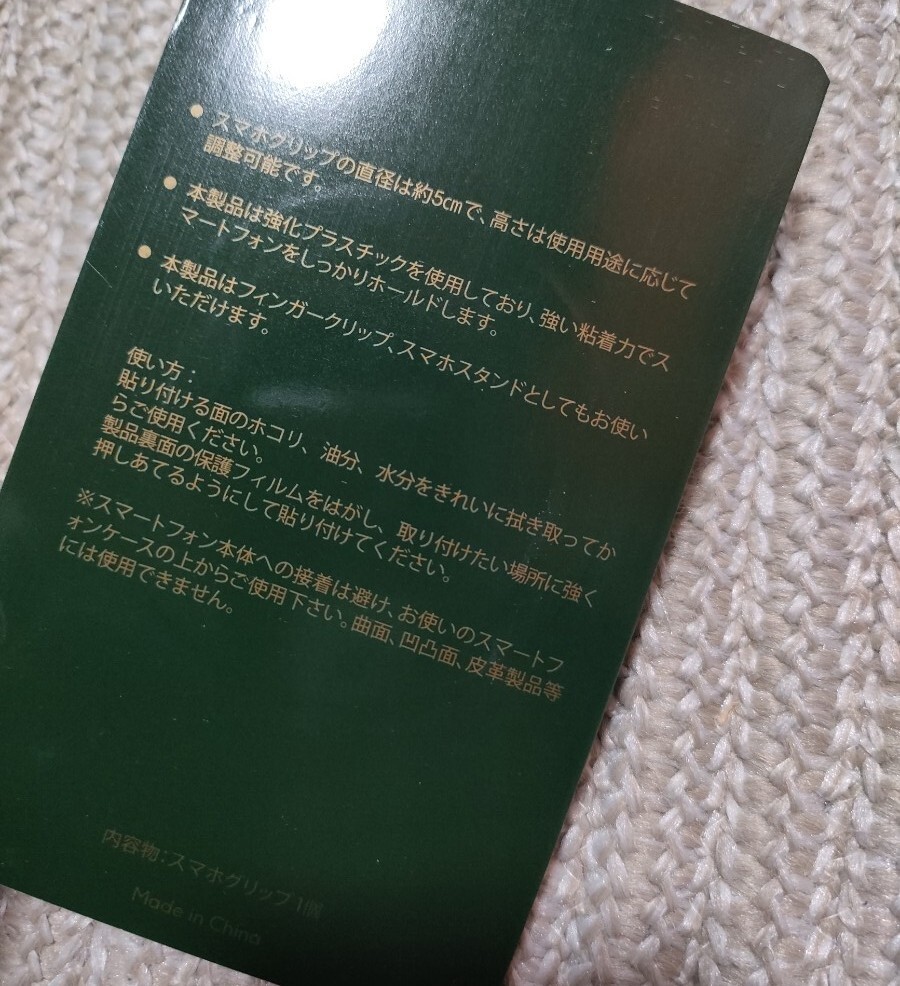 ● スマホグリップの直径は約5㎝で、高さは使用用途に応じて
調整可能です。
● 本製品は強化プラスチックを使用しており、強い粘着力でス
マートフォンをしっかりホールドします。
● 本製品はフィンガークリップ、スマホスタンドとしてもお使い
いただけます。
使い方：
貼り付ける面のホコリ、油分、水分をきれいに拭き取ってか
らご使用ください。
製品裏面の保護フィルムをはがし、取り付けたい場所に強く
押しあてるようにして貼り付けてください。
※スマートフォン本体への接着は避け、お使いのスマートフ
ォンケースの上からご使用下さい。曲面、凹凸面、皮革製品等
には使用できません。
内容物：スマホグリップ 1個
Made in China